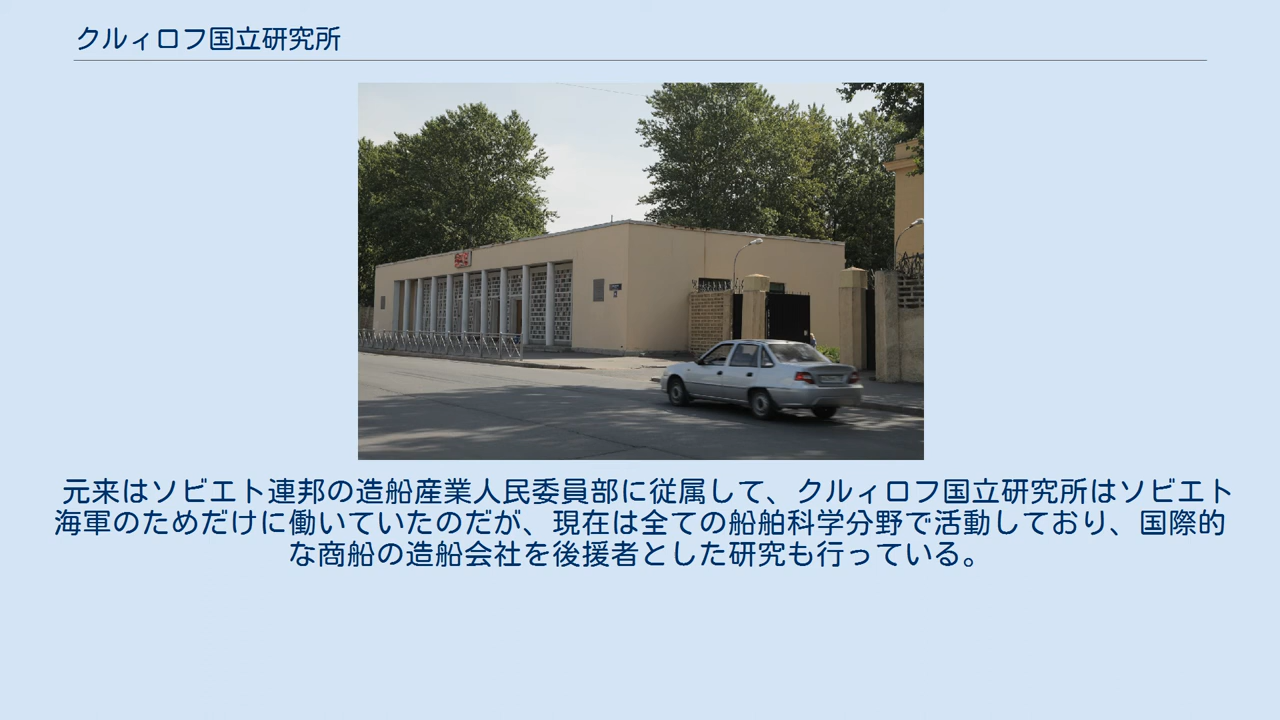 クルィロフ国立研究所
元来はソビエト連邦の造船産業人民委員部に従属して、クルィロフ国立研究所はソビエト
海軍のためだけに働いていたのだが、現在は全ての船舶科学分野で活動しており、国際的
な商船の造船会社を後援者とした研究も行っている。